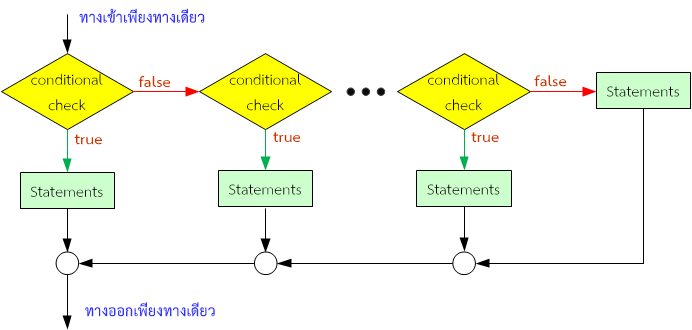 ทางเข้าเพียงทางเดียว
conditional
check
false
conditional
check
conditional
check
false
Statements
true
true
true
Statements
Statements
Statements
ทางออกเพียงทางเดียว